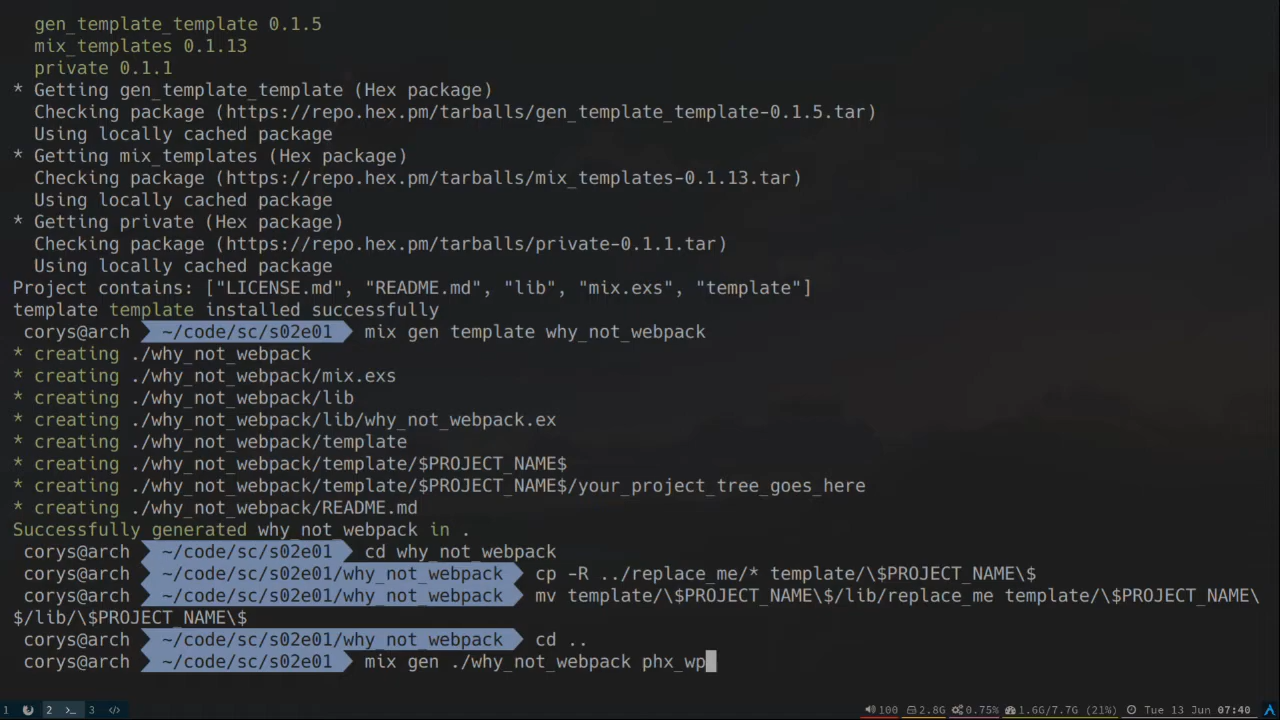 gen_template_template 0.1.5
mix_templates 0.1.13
private 0.1.1
* Getting gen_template_template (Hex package)
Checking package (https://repo.hex.pm/tarballs/gen_template_template-0.1.5.tar)
Using locally cached package
* Getting mix_templates (Hex package)
Checking package (https://repo.hex.pm/tarballs/mix_templates-0.1.13.tar)
Using locally cached package
* Getting private (Hex package)
Checking package (https://repo.hex.pm/tarballs/private-0.1.1.tar)
Using locally cached package
Project contains: ["LICENSE.md", "README.md", "lib", "mix.exs", "template"]
template template installed successfully
corys@arch ~/code/sc/s02e01 mix gen template why_not_webpack
* creating ./why_not_webpack
* creating ./why_not_webpack/mix.exs
* creating ./why_not_webpack/lib
* creating ./why_not_webpack/lib/why_not_webpack.ex
* creating ./why_not_webpack/template
* creating ./why_not_webpack/template/$PROJECT_NAME$
* creating ./why_not_webpack/template/$PROJECT_NAME$/your_project_tree_goes_here
* creating ./why_not_webpack/README.md
Successfully generated why_not_webpack in .
corys@arch ~/code/sc/s02e01 cd why_not_webpack
corys@arch ~/code/sc/s02e01/why_not_webpack cp -R ../replace_me/* template/\$PROJECT_NAME\$
corys@arch ~/code/sc/s02e01/why_not_webpack mv template/\$PROJECT_NAME\$/lib/replace_me template/\$PROJECT_NAME\
$/lib/\$PROJECT_NAME\$
corys@arch ~/code/sc/s02e01/why_not_webpack cd ..
corys@arch ~/code/sc/s02e01 mix gen ./why_not_webpack phx_wp
1 2 >_ 3 </> 100 2.8G 0.75% 1.6G/7.7G (21%) Tue 13 Jun 07:40